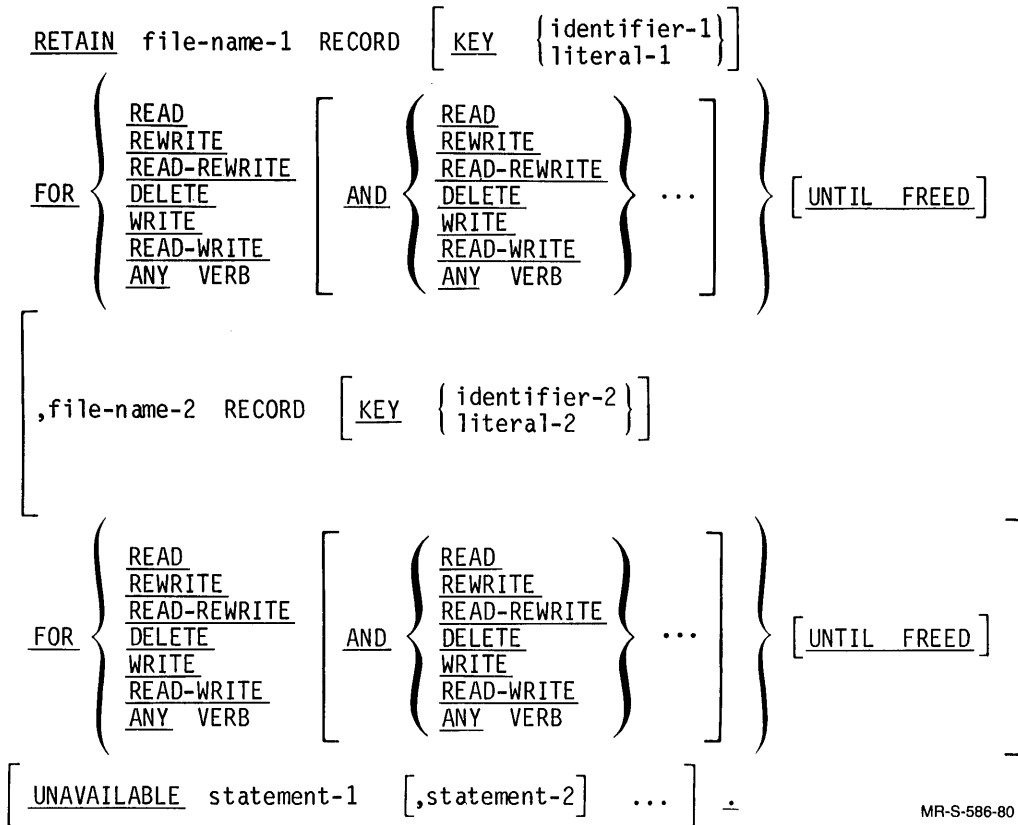 RETAIN file-name-1 RECORD [ KEY { identifier-1
literal-1 } ]
READ READ
REWRITE REWRITE
READ-REWRITE READ-REWRITE
FOR { DELETE [ AND { DELETE } ... ] } [ UNTIL FREED ]
WRITE WRITE
READ-WRITE READ-WRITE
ANY VERB ANY VERB
[ ,file-name-2 RECORD [ KEY { identifier-2
literal-2 } ]
READ READ
REWRITE REWRITE
READ-REWRITE READ-REWRITE
FOR { DELETE [ AND { DELETE } ... ] } [ UNTIL FREED ] ]
WRITE WRITE
READ-WRITE READ-WRITE
ANY VERB ANY VERB
[ UNAVAILABLE statement-1 [ ,statement-2 ] ... ] .
MR-S-586-80